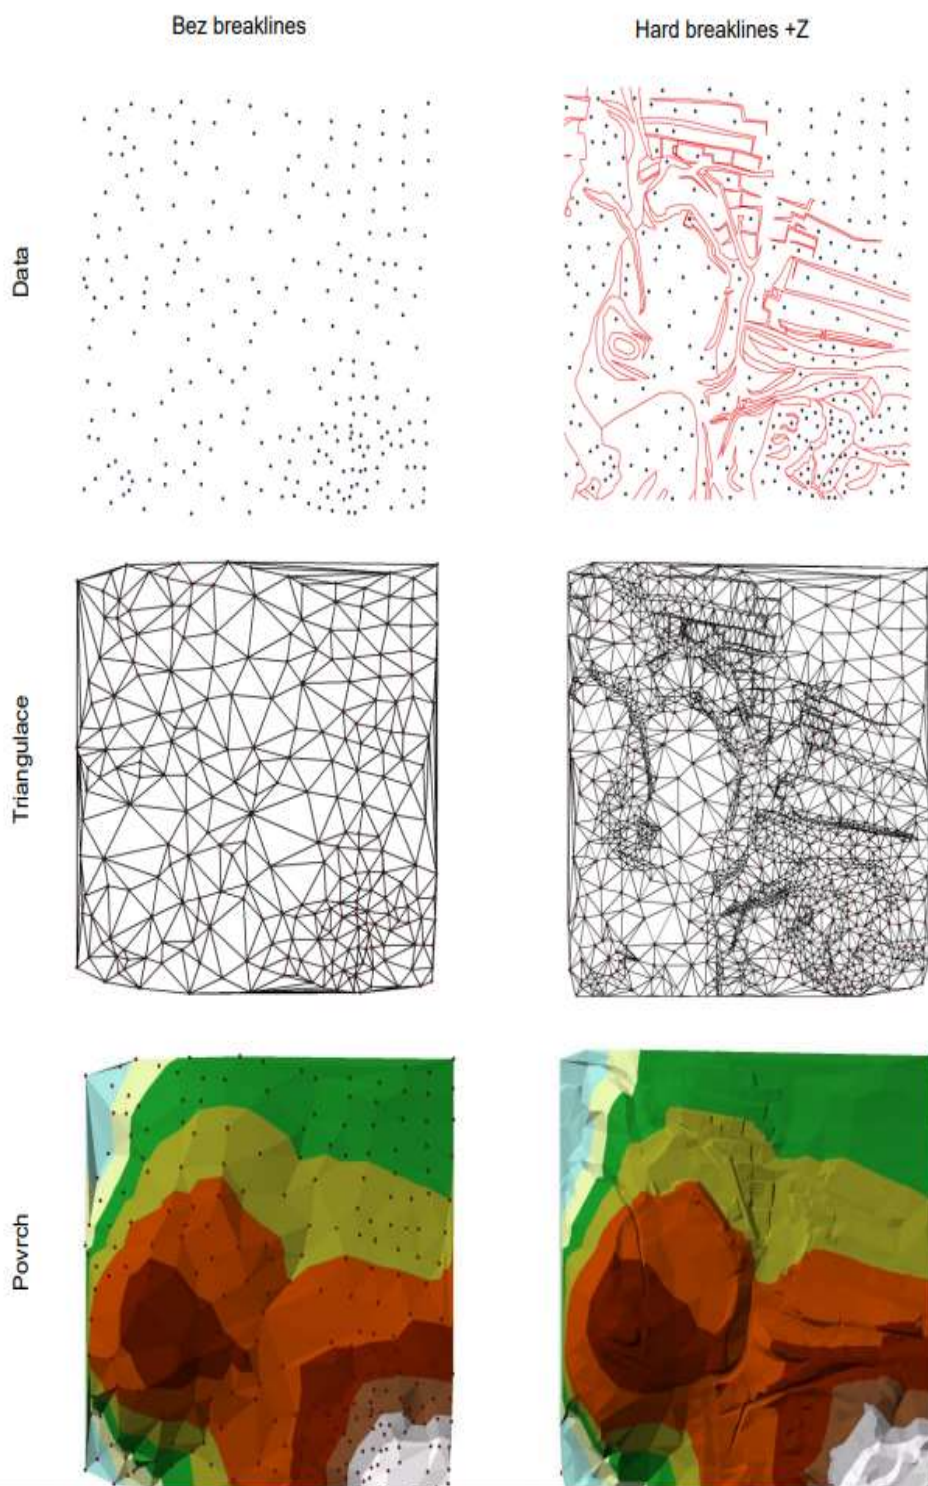 Bez breaklines
Hard breaklines +Z
Data
Triangulace
Povrch